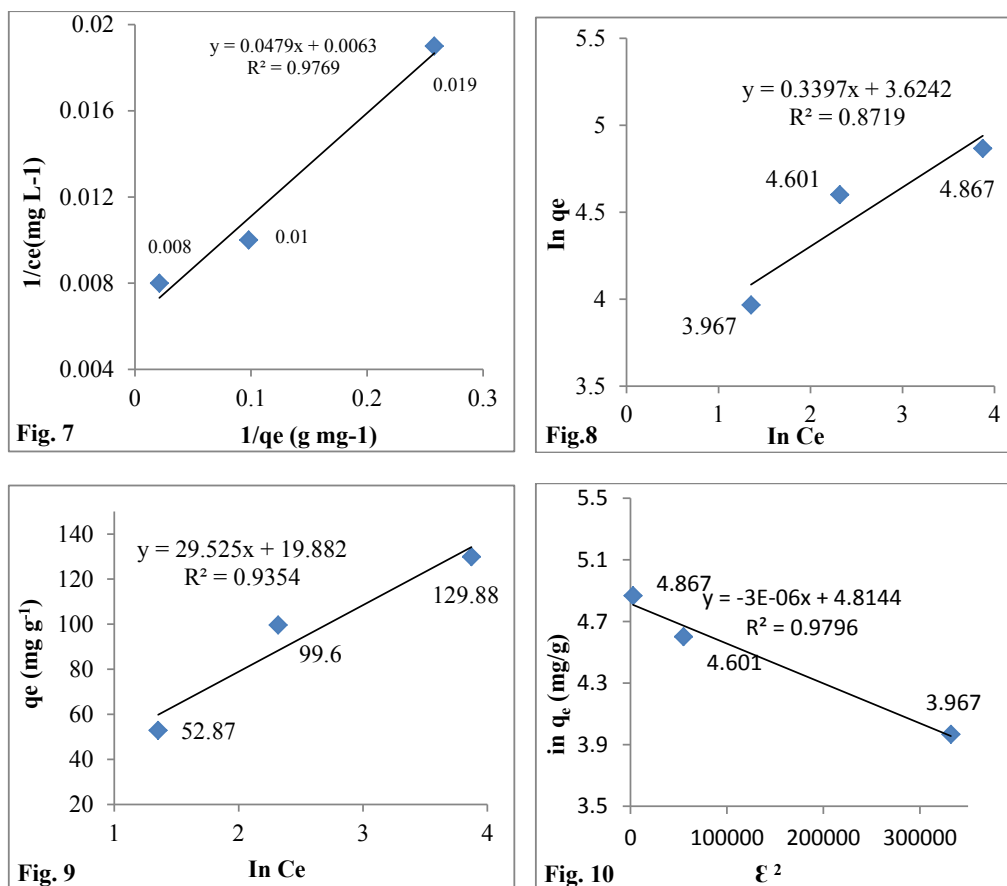 0.02
0.016
0.012
0.008
0.004
1/ce(mg L-1)
y = 0.0479x + 0.0063
R² = 0.9769
0.019
0.008
0.01
0 0.1 0.2 0.3
1/qe (g mg-1)
Fig. 7
5.5
5
4.5
4
3.5
In qe
y = 0.3397x + 3.6242
R² = 0.8719
4.601
4.867
3.967
0 1 2 3 4
In Ce
Fig.8
140
120
100
80
60
40
20
qe (mg g-1)
y = 29.525x + 19.882
R² = 0.9354
129.88
99.6
52.87
1 2 3 4
In Ce
Fig. 9
5.5
5.1
4.7
4.3
3.9
3.5
in qe (mg/g)
4.867
y = -3E-06x + 4.8144
R² = 0.9796
4.601
3.967
0 100000 200000 300000
Ɛ ²
Fig. 10